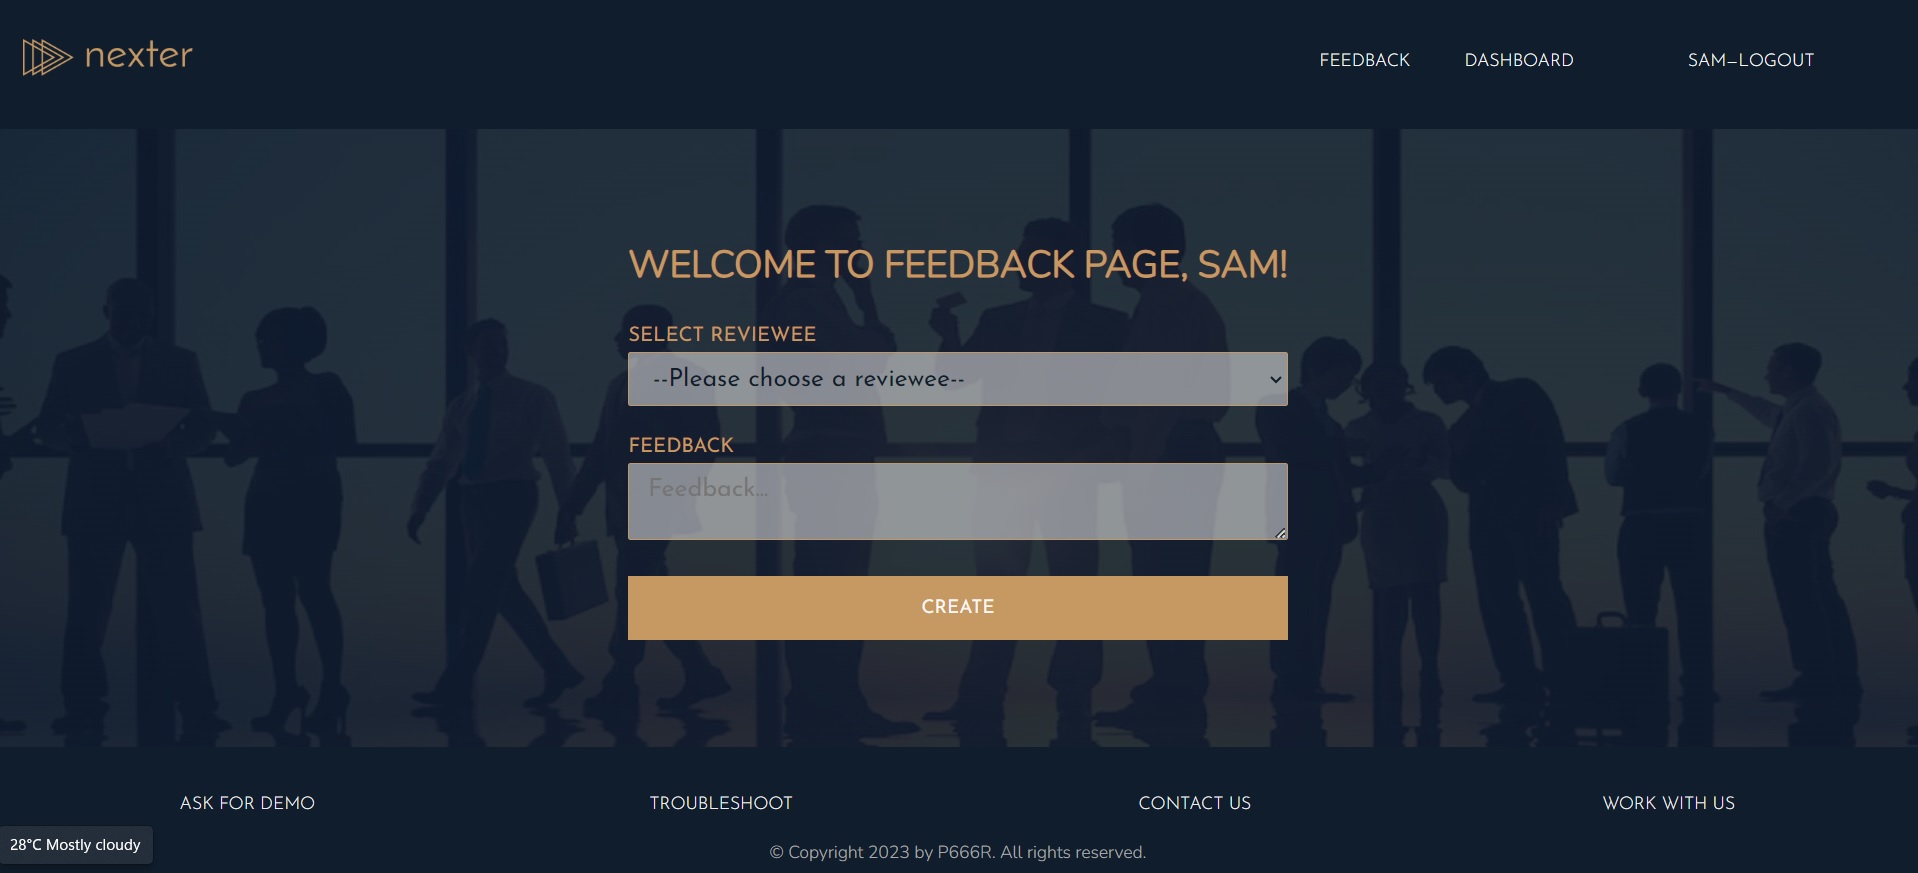 nexter
FEEDBACK
DASHBOARD
SAM–LOGOUT
WELCOME TO FEEDBACK PAGE, SAM!
SELECT REVIEWEE
--Please choose a reviewee--
FEEDBACK
Feedback...
CREATE
ASK FOR DEMO
TROUBLESHOOT
CONTACT US
WORK WITH US
28°C Mostly cloudy
© Copyright 2023 by P666R. All rights reserved.